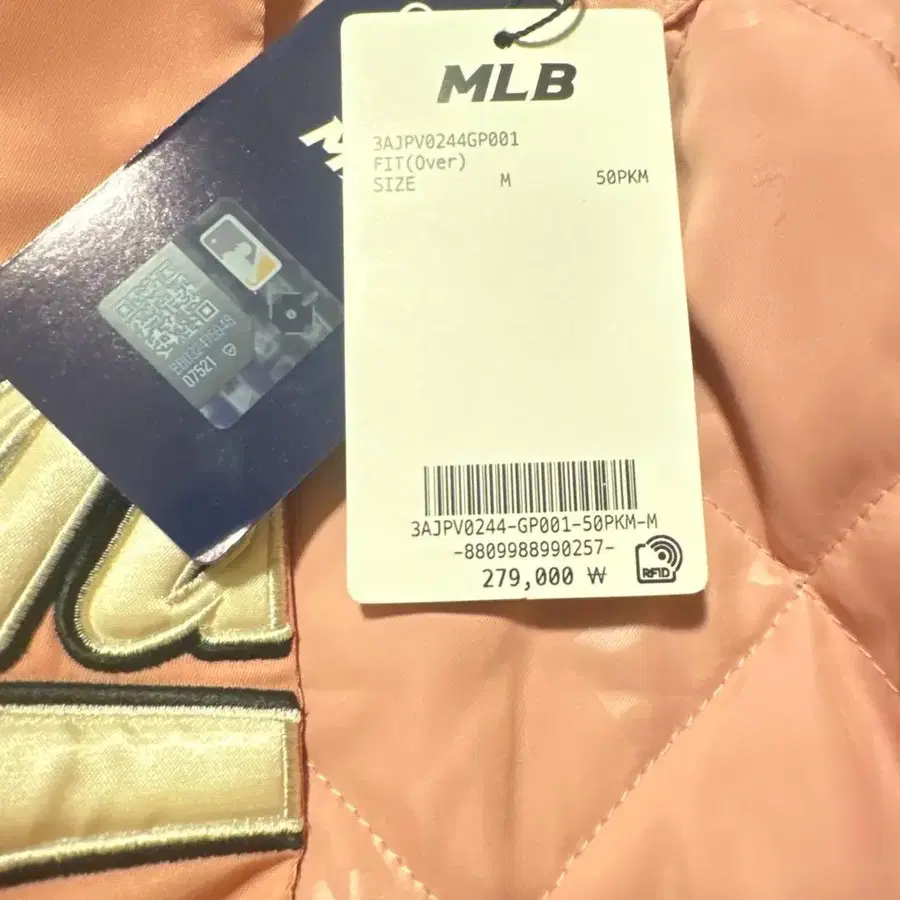 MLB
3AJPV0244GP001
FIT(Over)
SIZE M 50PKM
3AJPV0244-GP001-50PKM-M
-8809988990257-
279,000 ₩
RFID
07521